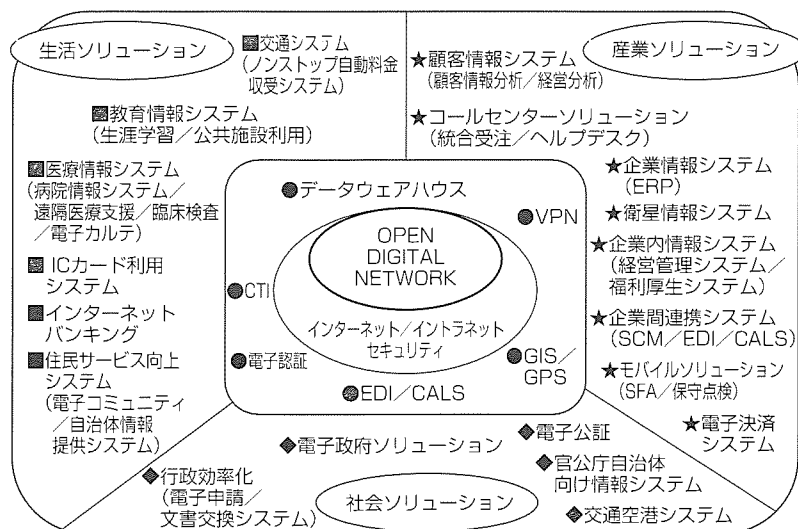 生活ソリューション
■交通システム
(ノンストップ自動料金
収受システム)
■教育情報システム
(生涯学習/公共施設利用)
■医療情報システム
(病院情報システム/
遠隔医療支援/臨床検査
/電子カルテ)
■ICカード利用
システム
■インターネット
バンキング
■住民サービス向上
システム
(電子コミュニティ
/自治体情報
提供システム)
産業ソリューション
★顧客情報システム
(顧客情報分析/経営分析)
★コールセンターソリューション
(統合受注/ヘルプデスク)
★企業情報システム
(ERP)
★衛星情報システム
★企業内情報システム
(経営管理システム/
福利厚生システム)
★企業間連携システム
(SCM/EDI/CALS)
★モバイルソリューション
(SFA/保守点検)
★電子決済
システム
●データウェアハウス
●VPN
OPEN
DIGITAL
NETWORK
●CTI
インターネット/イントラネット
セキュリティ
●電子認証
●GIS/
GPS
●EDI/CALS
◆電子政府ソリューション
◆電子公証
◆行政効率化
(電子申請/
文書交換システム)
社会ソリューション
◆官公庁自治体
向け情報システム
◆交通空港システム